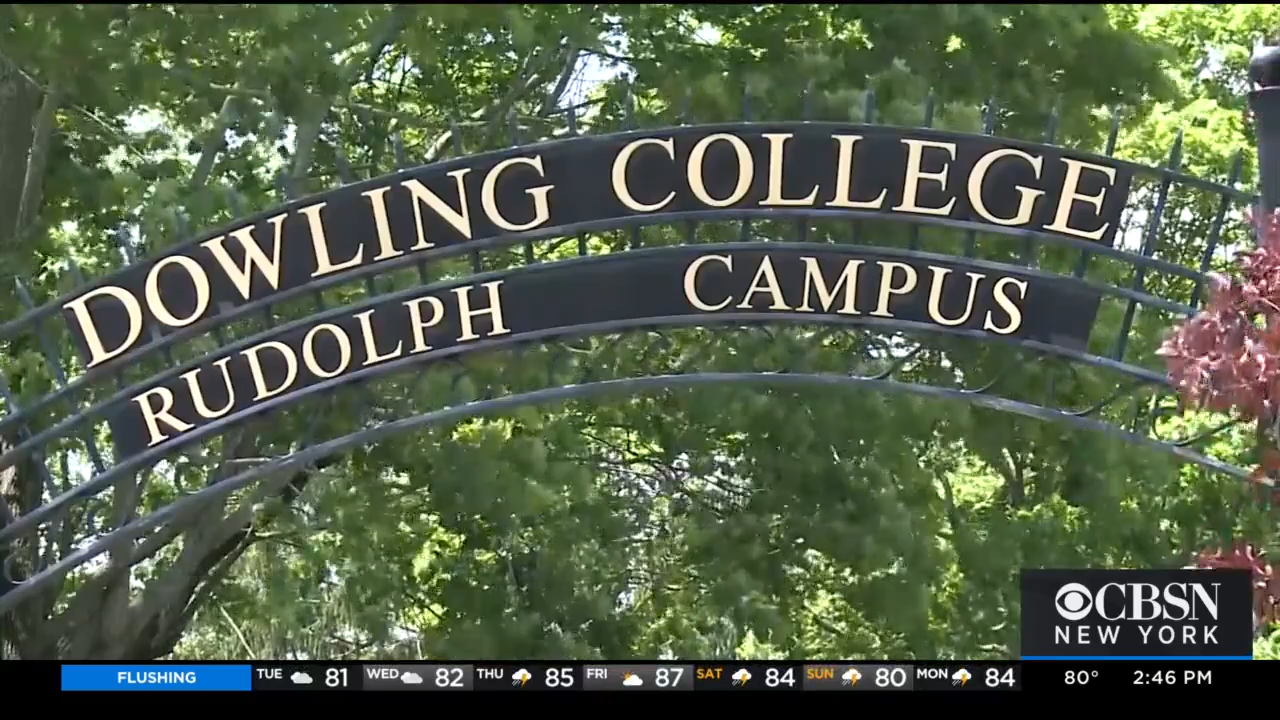 DOWLING COLLEGE
RUDOLPH CAMPUS
CBSN
NEW YORK
FLUSHING TUE 81 WED 82 THU 85 FRI 87 SAT 84 SUN 80 MON 84 80° 2:46 PM